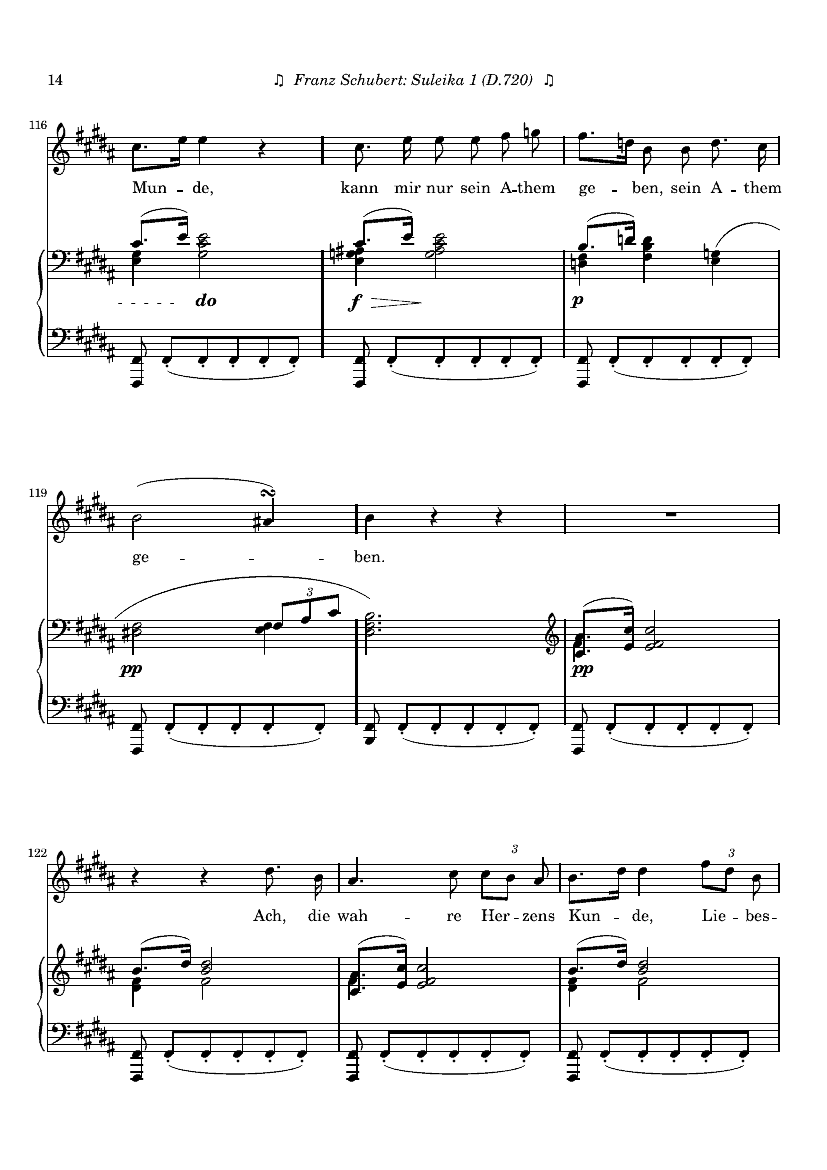 14 ♫ Franz Schubert: Suleika 1 (D.720) ♫
116
Mun - de, kann mir nur sein A - them ge - ben, sein A - them
do f p
119
ge - - ben.
3
pp pp
122
3 3
Ach, die wah - re Her - zens Kun - de, Lie - bes -